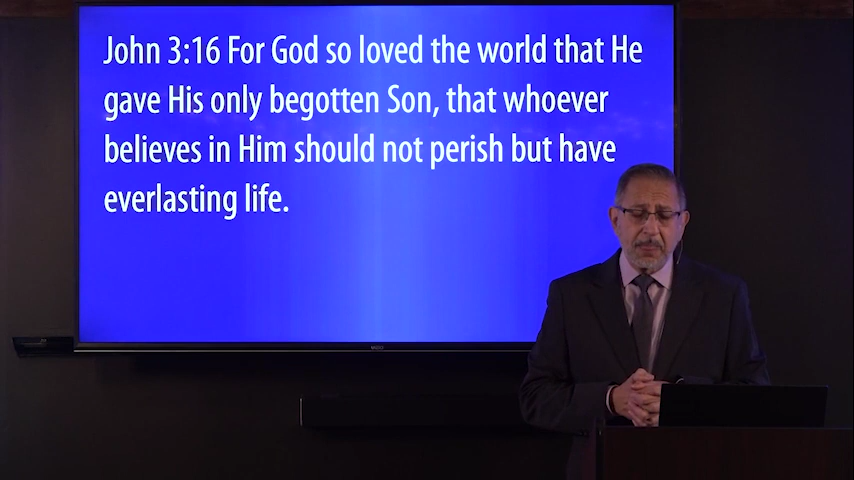 John 3:16 For God so loved the world that He
gave His only begotten Son, that whoever
believes in Him should not perish but have
everlasting life.
VIZIO